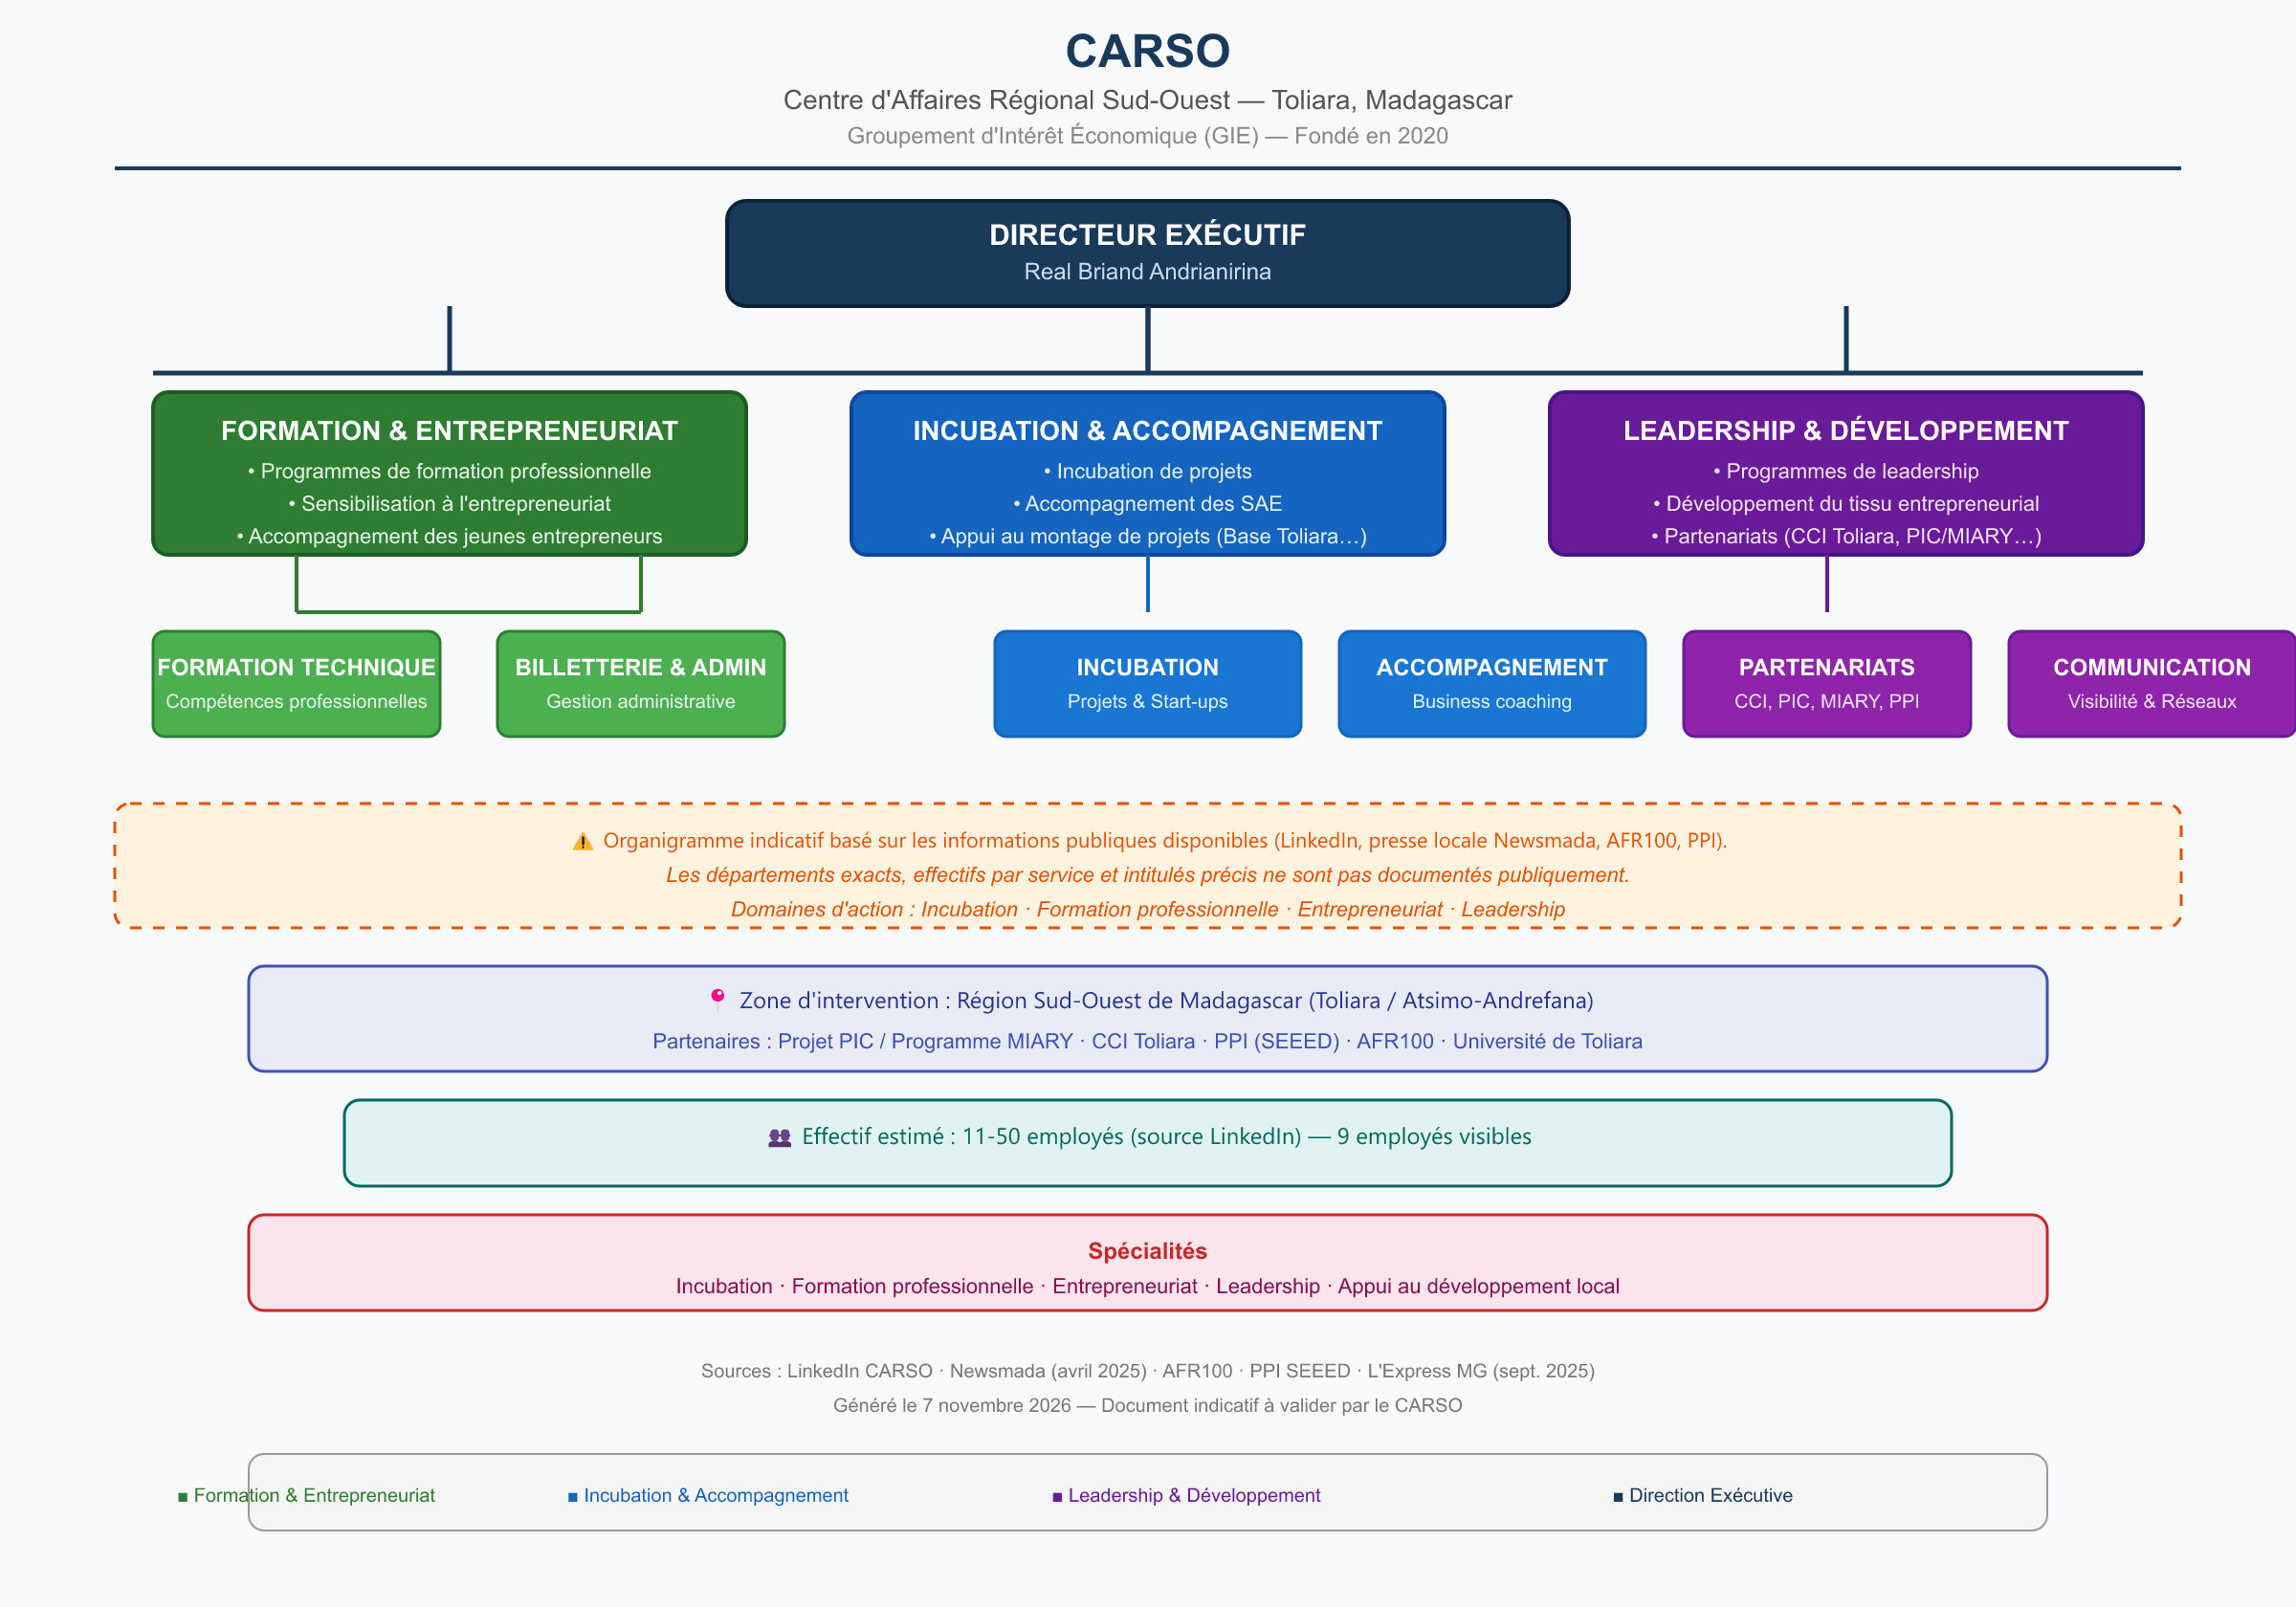 CARSO
Centre d'Affaires Régional Sud-Ouest — Toliara, Madagascar
Groupement d'Intérêt Économique (GIE) — Fondé en 2020
DIRECTEUR EXÉCUTIF
Real Briand Andrianirina
FORMATION & ENTREPRENEURIAT
• Programmes de formation professionnelle
• Sensibilisation à l'entrepreneuriat
• Accompagnement des jeunes entrepreneurs
INCUBATION & ACCOMPAGNEMENT
• Incubation de projets
• Accompagnement des SAE
• Appui au montage de projets (Base Toliara…)
LEADERSHIP & DÉVELOPPEMENT
• Programmes de leadership
• Développement du tissu entrepreneurial
• Partenariats (CCI Toliara, PIC/MIARY…)
FORMATION TECHNIQUE
Compétences professionnelles
BILLETTERIE & ADMIN
Gestion administrative
INCUBATION
Projets & Start-ups
ACCOMPAGNEMENT
Business coaching
PARTENARIATS
CCI, PIC, MIARY, PPI
COMMUNICATION
Visibilité & Réseaux
⚠ Organigramme indicatif basé sur les informations publiques disponibles (LinkedIn, presse locale Newsmada, AFR100, PPI).
Les départements exacts, effectifs par service et intitulés précis ne sont pas documentés publiquement.
Domaines d'action : Incubation · Formation professionnelle · Entrepreneuriat · Leadership
📍 Zone d'intervention : Région Sud-Ouest de Madagascar (Toliara / Atsimo-Andrefana)
Partenaires : Projet PIC / Programme MIARY · CCI Toliara · PPI (SEEED) · AFR100 · Université de Toliara
👥 Effectif estimé : 11-50 employés (source LinkedIn) — 9 employés visibles
Spécialités
Incubation · Formation professionnelle · Entrepreneuriat · Leadership · Appui au développement local
Sources : LinkedIn CARSO · Newsmada (avril 2025) · AFR100 · PPI SEEED · L'Express MG (sept. 2025)
Généré le 7 novembre 2026 — Document indicatif à valider par le CARSO
■ Formation & Entrepreneuriat
■ Incubation & Accompagnement
■ Leadership & Développement
■ Direction Exécutive